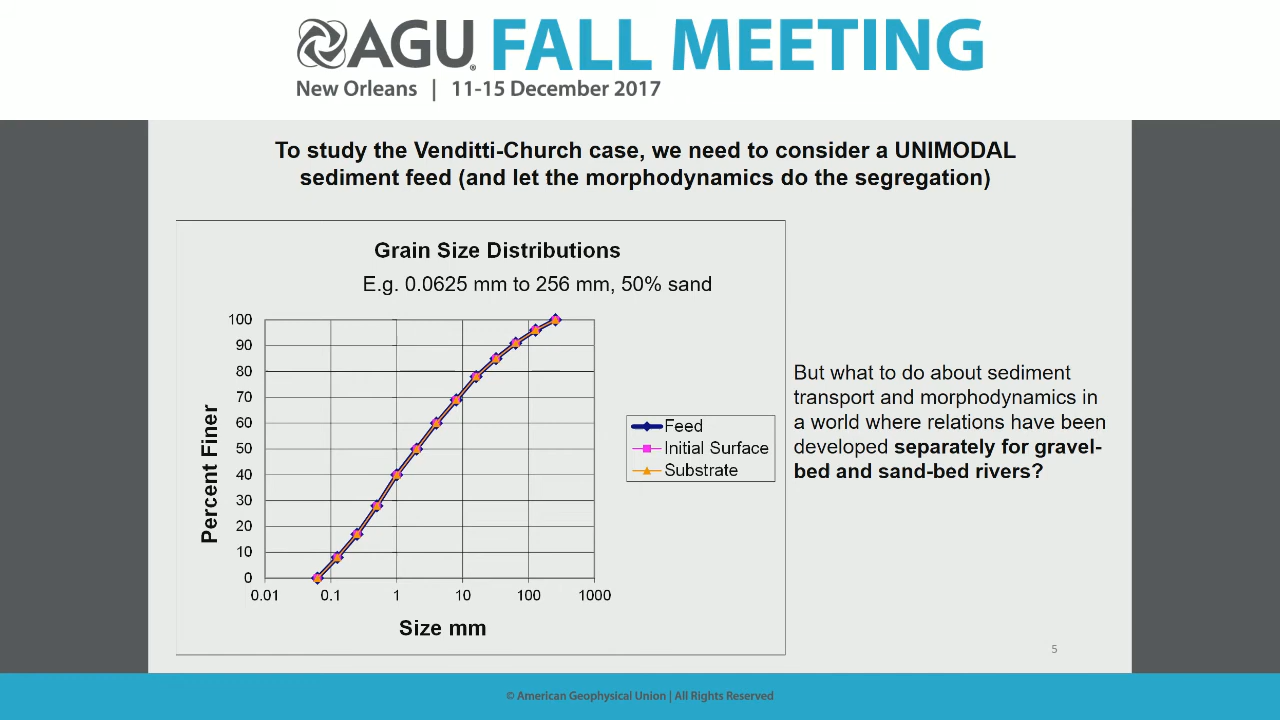 AGU FALL MEETING
New Orleans | 11-15 December 2017
To study the Venditti-Church case, we need to consider a UNIMODAL
sediment feed (and let the morphodynamics do the segregation)
Grain Size Distributions
E.g. 0.0625 mm to 256 mm, 50% sand
100
90
80
70
60
50
40
30
20
10
0
Percent Finer
0.01 0.1 1 10 100 1000
Size mm
Feed
Initial Surface
Substrate
But what to do about sediment
transport and morphodynamics in
a world where relations have been
developed separately for gravel-
bed and sand-bed rivers?
5
© American Geophysical Union | All Rights Reserved